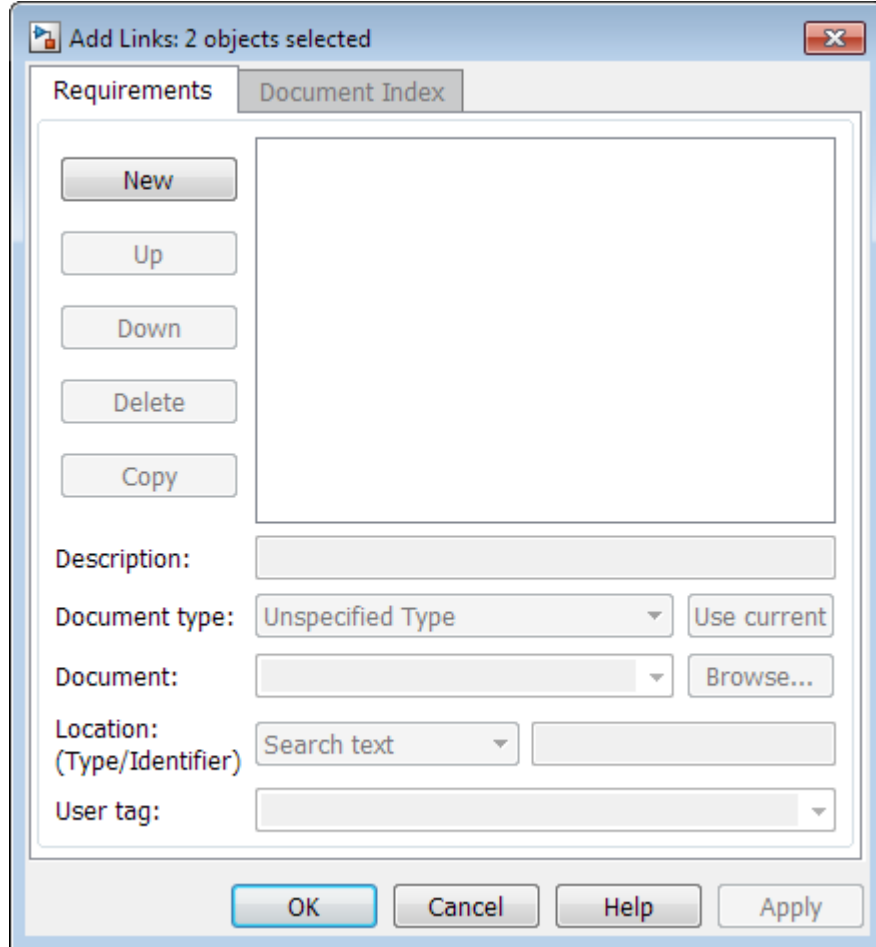 Add Links: 2 objects selected
Requirements Document Index
New
Up
Down
Delete
Copy
Description:
Document type: Unspecified Type Use current
Document: Browse...
Location:
(Type/Identifier) Search text
User tag:
OK Cancel Help Apply